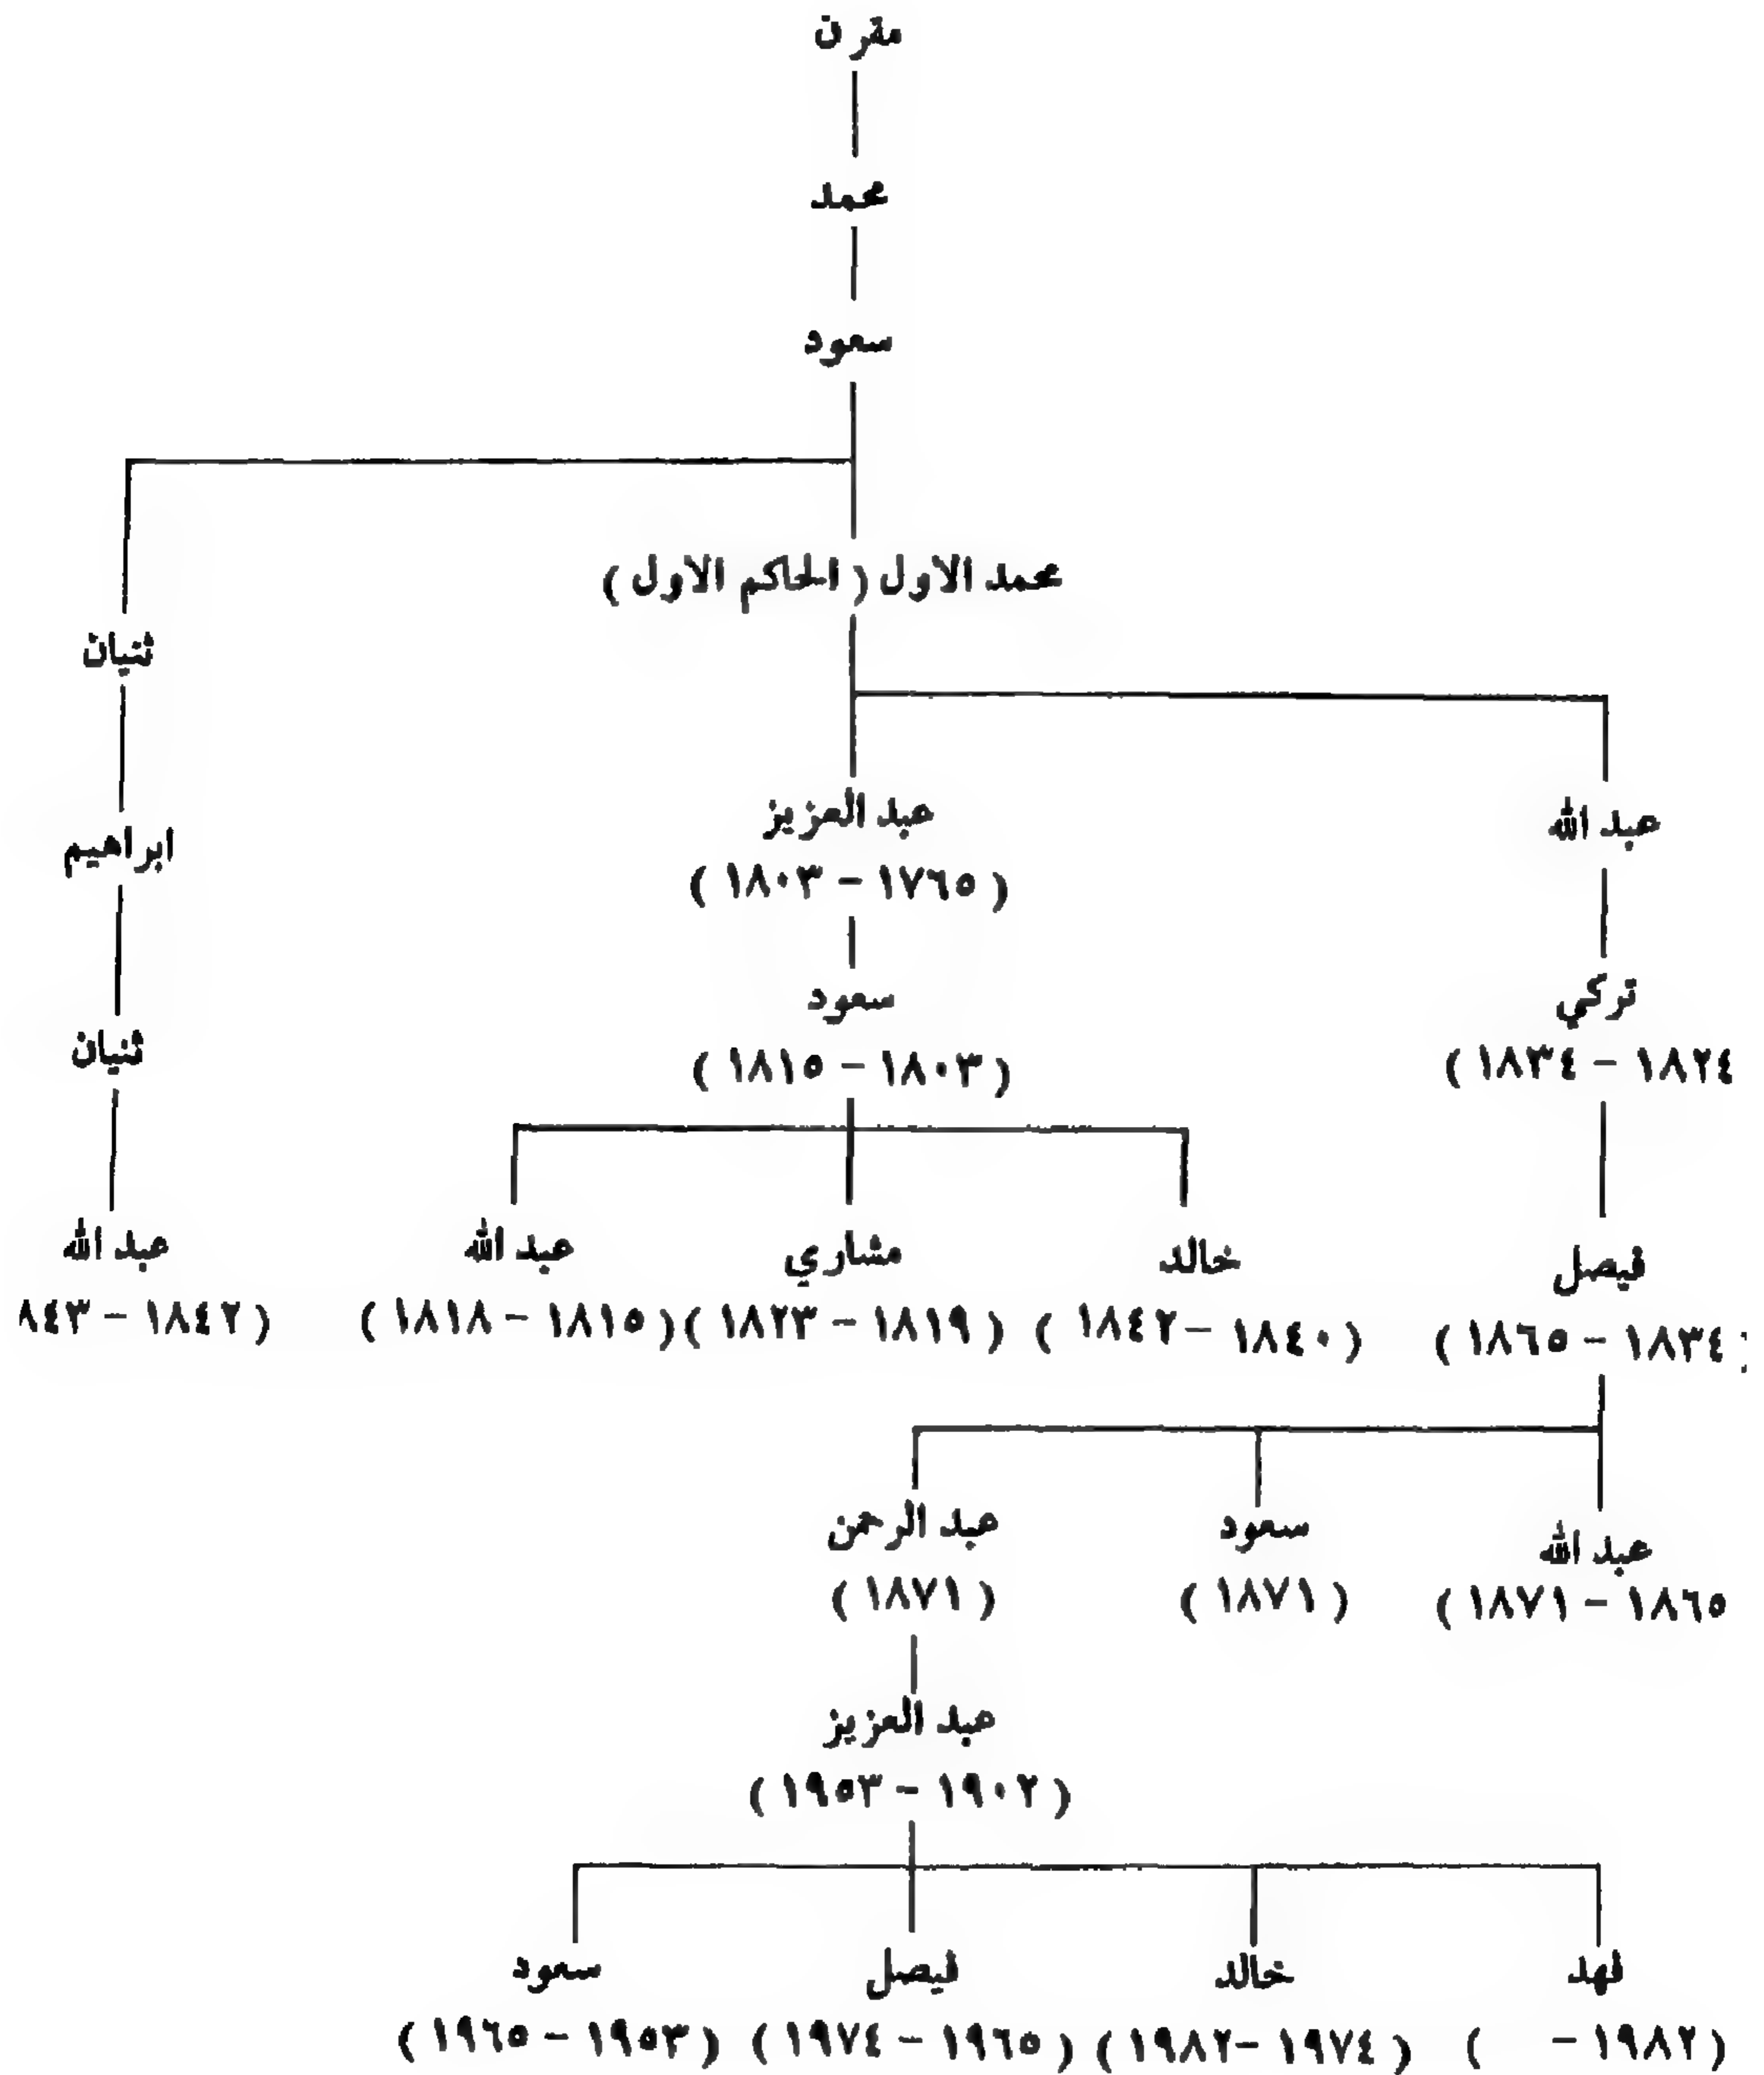 مقرن
محمد
سعود
محمد الاول (الحاكم الاول)
ثنيان
عبد العزيز
عبد الله
(١٧٦٥ - ١٨٠٣)
ابراهيم
سعود
تركي
ثنيان
(١٨٠٣ - ١٨١٥)
١٨٢٤ - ١٨٣٤)
خالد
مشاري
عبد الله
عبد الله
فيصل
(١٨٤٠ - ١٨٤٢) (١٨١٩ - ١٨٢٣) (١٨١٥ - ١٨١٨) (١٨٤٢ - ٨٤٣
(١٨٣٤ - ١٨٦٥)
عبد الله
سعود
عبد الرحمن
١٨٦٥ - ١٨٧١)
(١٨٧١)
(١٨٧١)
عبد العزيز
(١٩٠٢ - ١٩٥٣)
فهد
خالد
فيصل
سعود
(١٩٨٢ - ) (١٩٧٤ - ١٩٨٢) (١٩٦٥ - ١٩٧٤) (١٩٥٣ - ١٩٦٥)